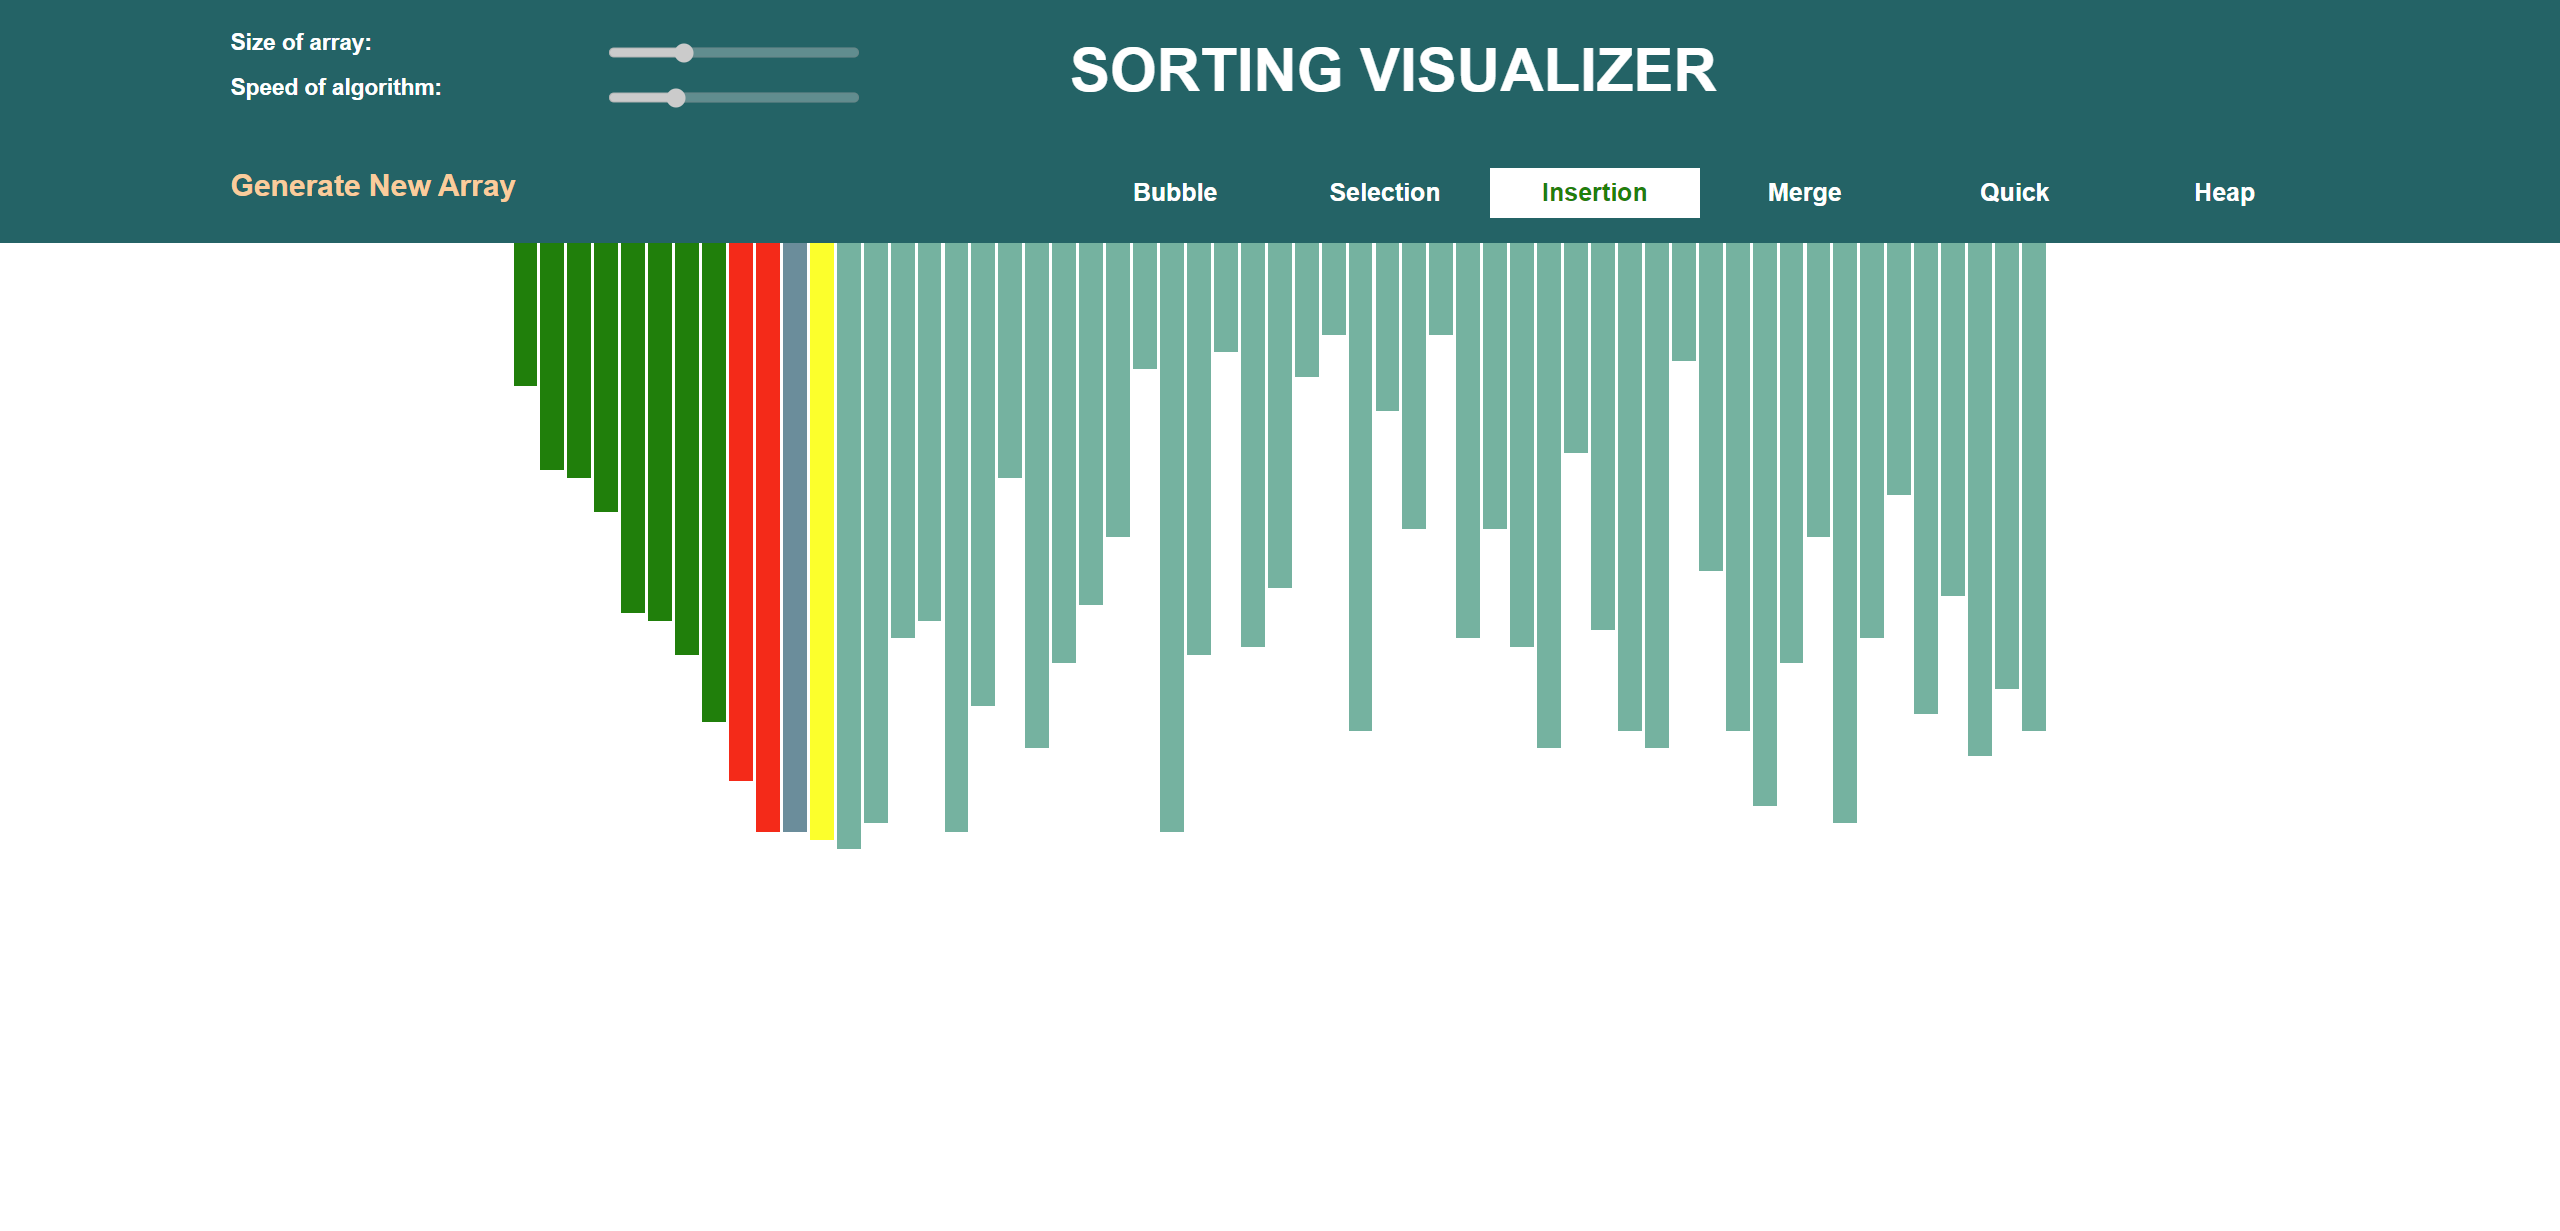 Size of array:
Speed of algorithm:
SORTING VISUALIZER
Generate New Array
Bubble Selection Insertion Merge Quick Heap